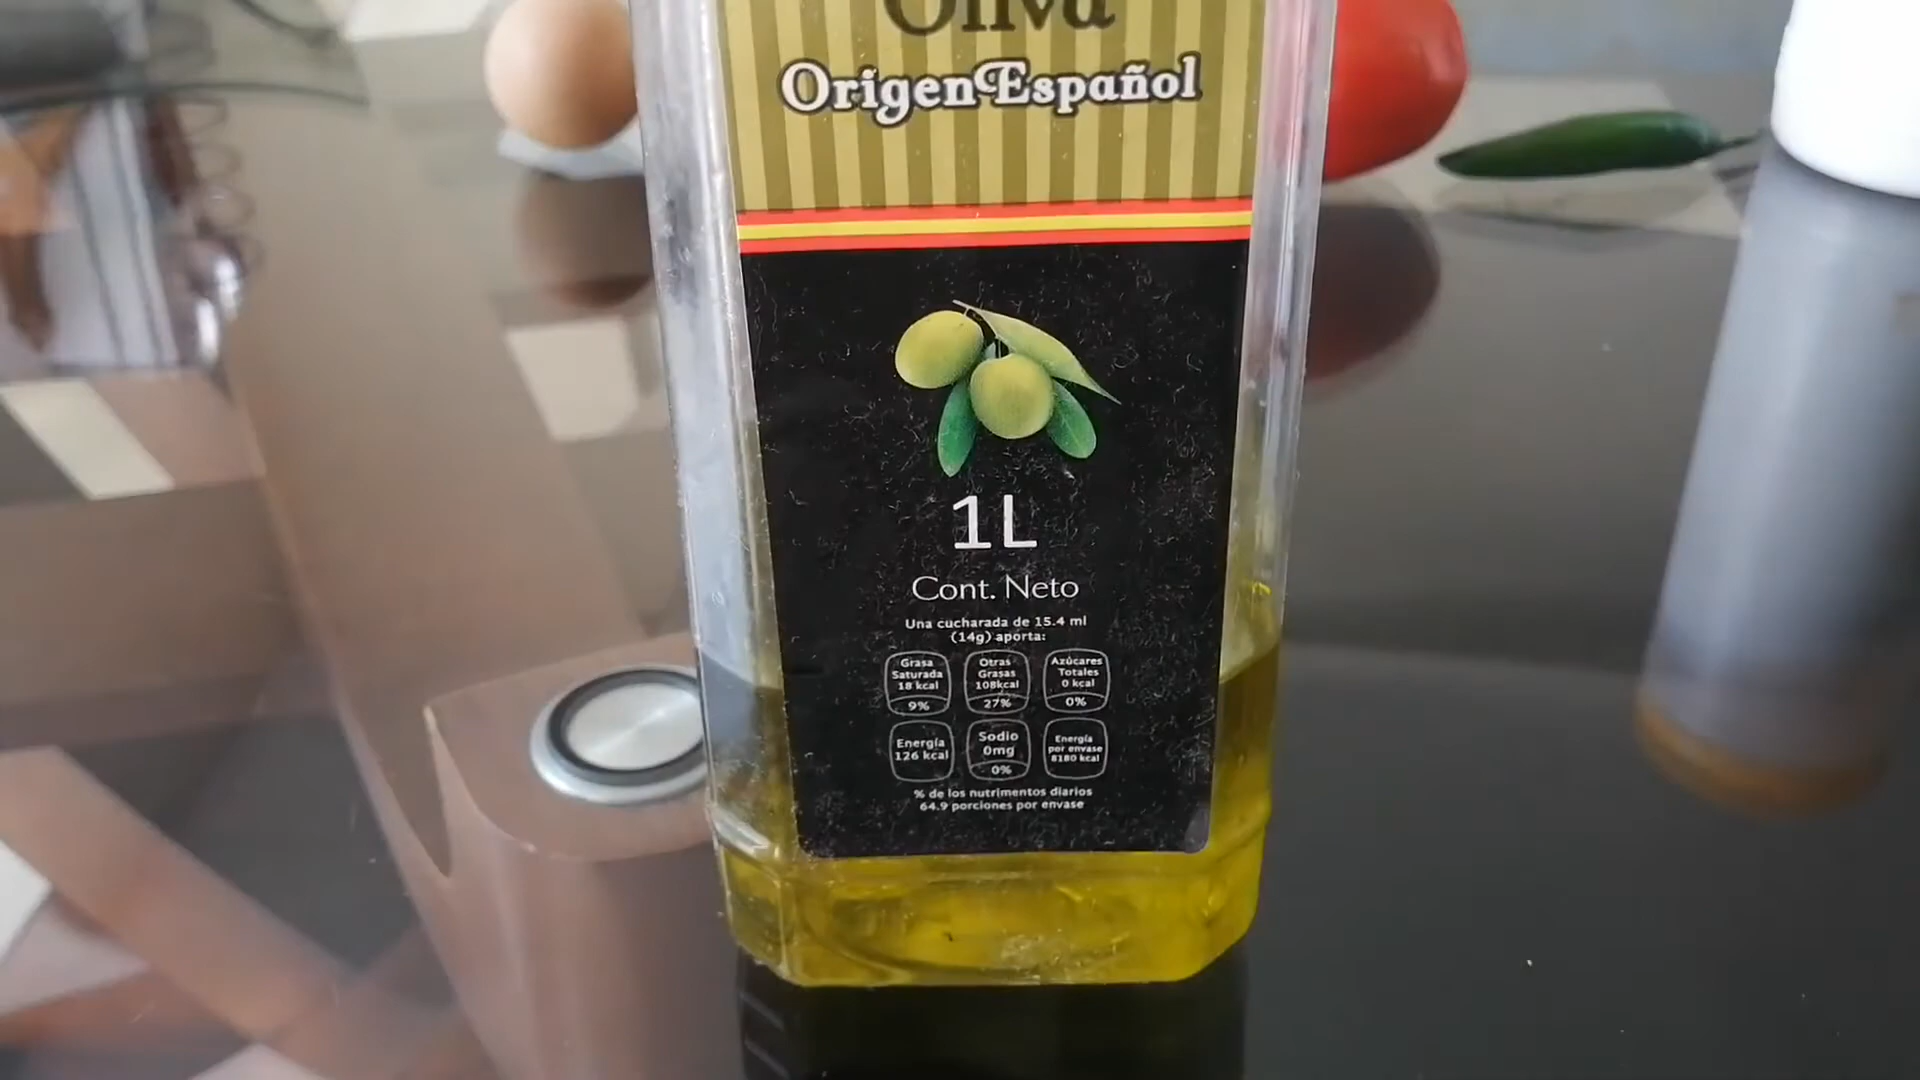 Oliva
Origen Español
1L
Cont. Neto
Una cucharada de 15.4 ml
(14g) aporta:
Grasa
Saturada
18 kcal
9%
Otras
Grasas
108kcal
27%
Azúcares
Totales
0 kcal
0%
Energía
126 kcal
Sodio
0mg
0%
Energía
por envase
8180 kcal
% de los nutrimentos diarios
64.9 porciones por envase